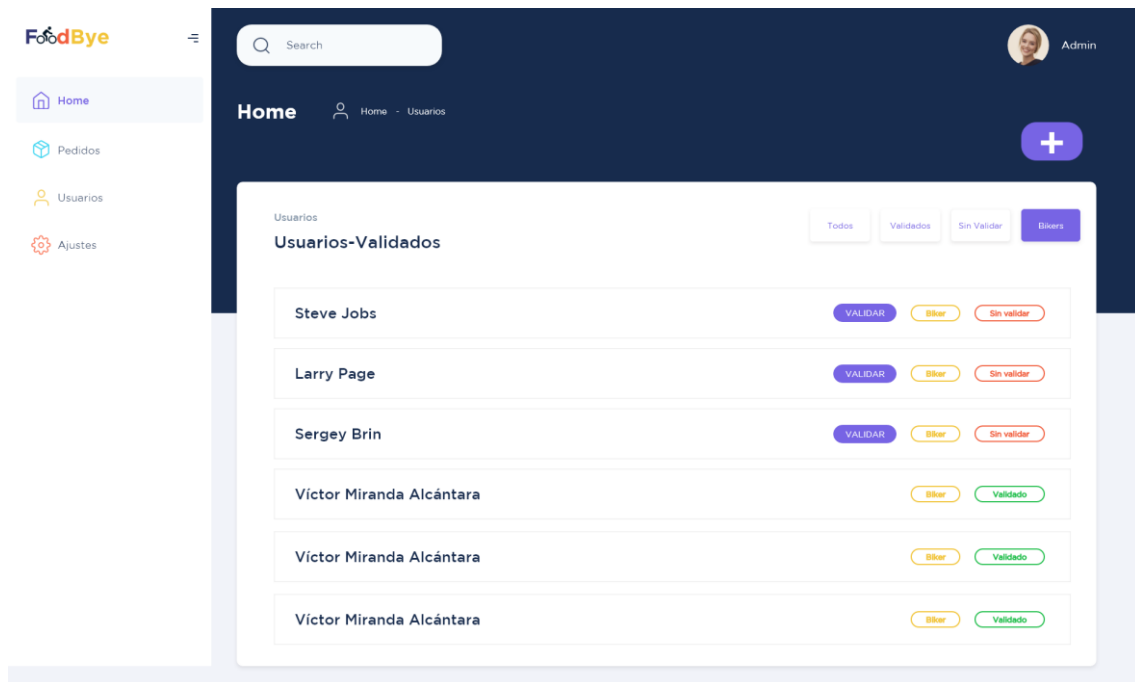 FoodBye
Search
Admin
Home
Home
Home - Usuarios
Pedidos
Usuarios
Ajustes
Usuarios
Usuarios-Validados
Todos
Validados
Sin Validar
Bikers
Steve Jobs VALIDAR Biker Sin validar
Larry Page VALIDAR Biker Sin validar
Sergey Brin VALIDAR Biker Sin validar
Víctor Miranda Alcántara Biker Validado
Víctor Miranda Alcántara Biker Validado
Víctor Miranda Alcántara Biker Validado